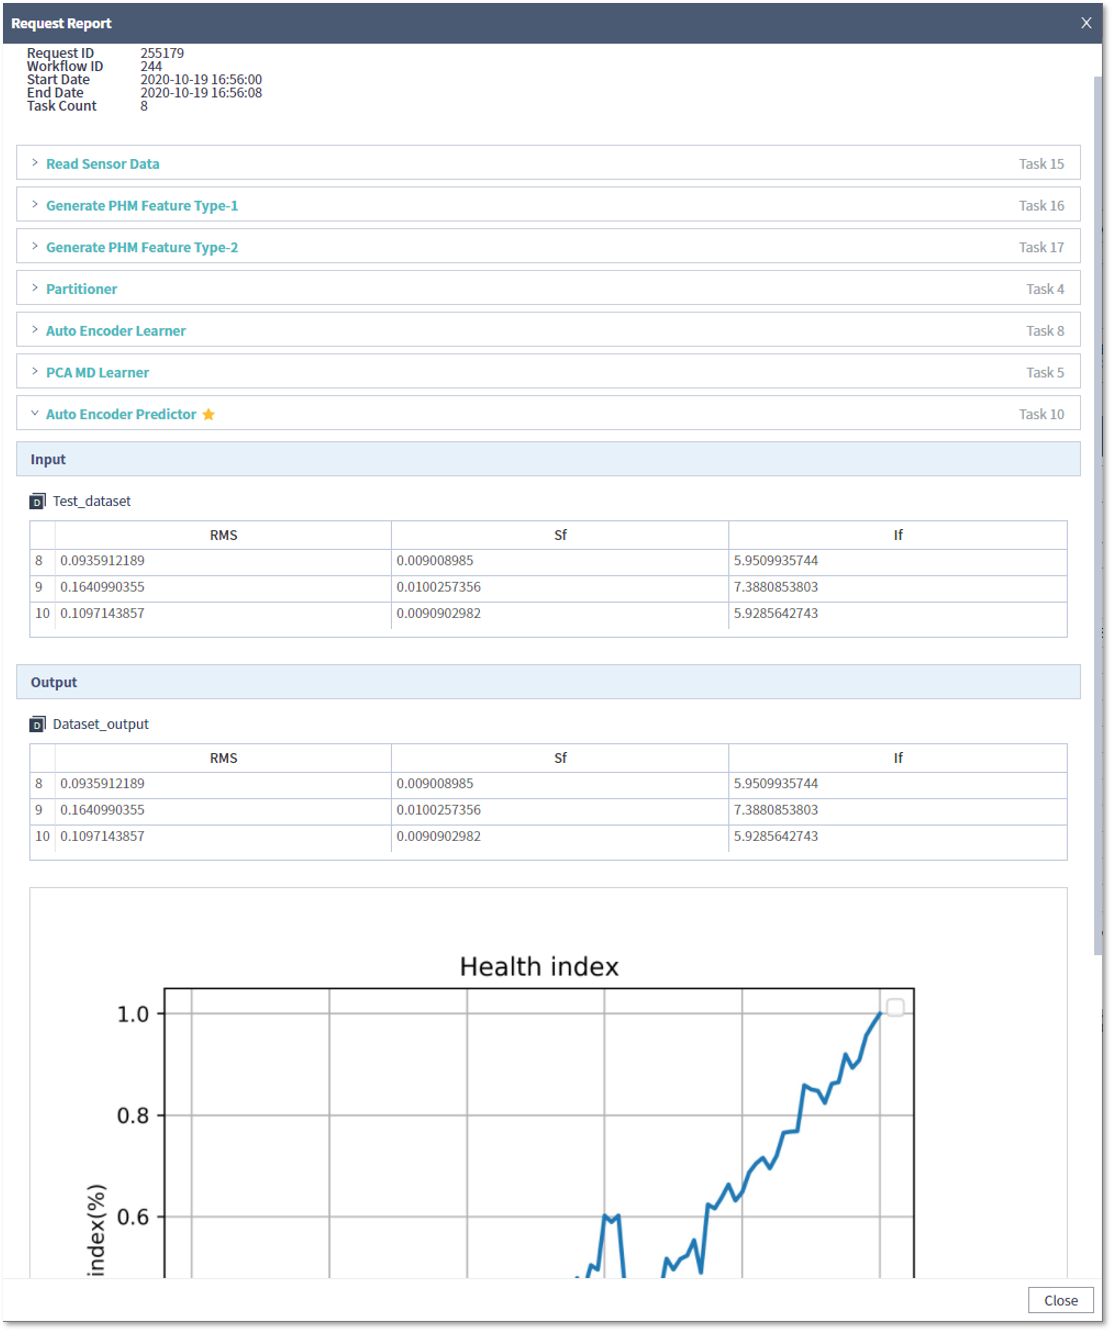 Request Report X
Request ID 255179
Workflow ID 244
Start Date 2020-10-19 16:56:00
End Date 2020-10-19 16:56:08
Task Count 8
Read Sensor Data Task 15
Generate PHM Feature Type-1 Task 16
Generate PHM Feature Type-2 Task 17
Partitioner Task 4
Auto Encoder Learner Task 8
PCA MD Learner Task 5
Auto Encoder Predictor Task 10
Input
D Test_dataset
RMS Sf If
8 0.0935912189 0.009008985 5.9509935744
9 0.1640990355 0.0100257356 7.3880853803
10 0.1097143857 0.0090902982 5.9285642743
Output
D Dataset_output
RMS Sf If
8 0.0935912189 0.009008985 5.9509935744
9 0.1640990355 0.0100257356 7.3880853803
10 0.1097143857 0.0090902982 5.9285642743
Health index
1.0
0.8
0.6
index(%)
Close